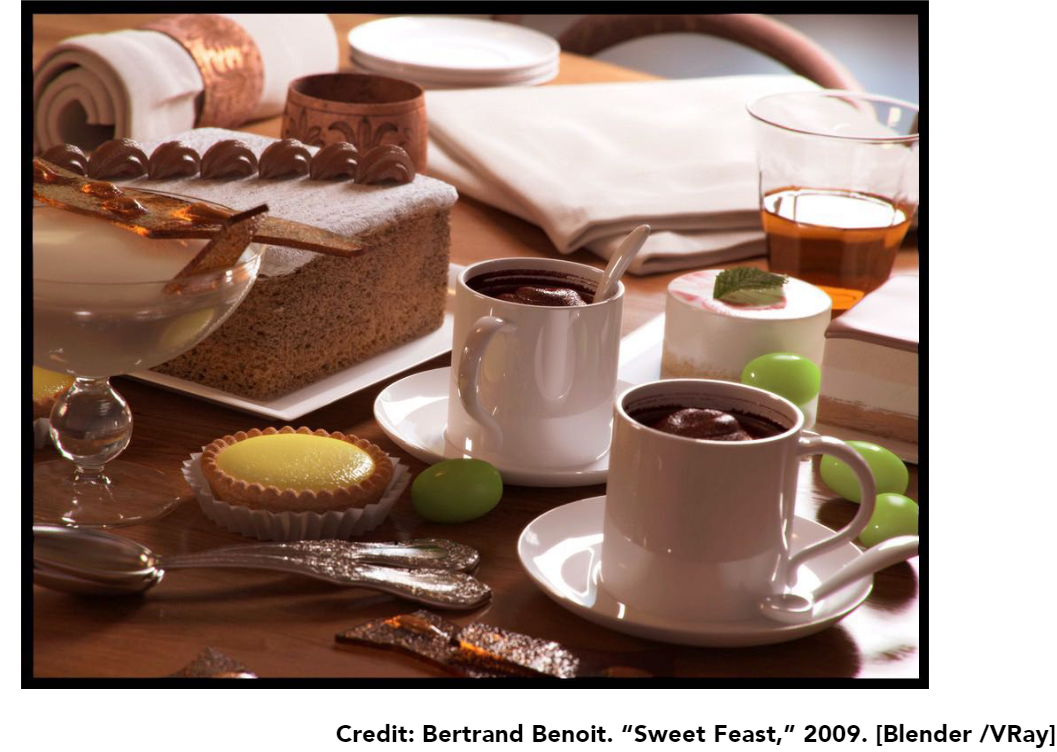 Credit: Bertrand Benoit. “Sweet Feast,” 2009. [Blender /VRay]